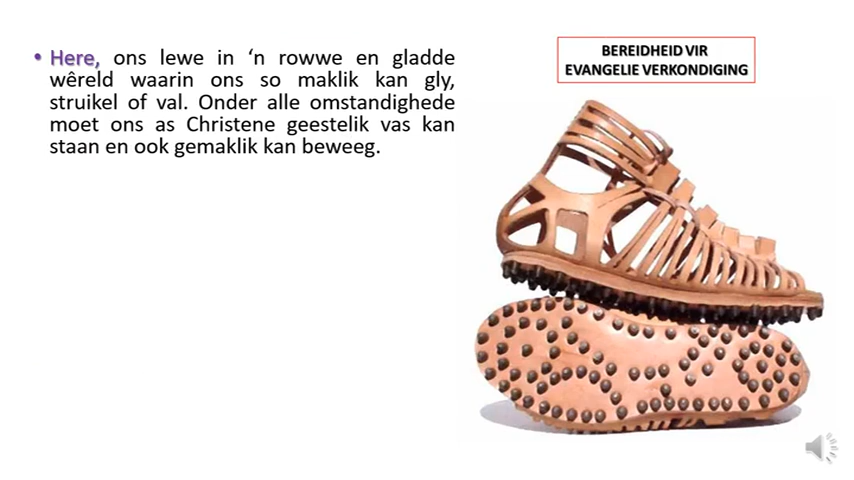 • Here, ons lewe in ‘n rowwe en gladde
wêreld waarin ons so maklik kan gly,
struikel of val. Onder alle omstandighede
moet ons as Christene geestelik vas kan
staan en ook gemaklik kan beweeg.
BEREIDHEID VIR
EVANGELIE VERKONDIGING